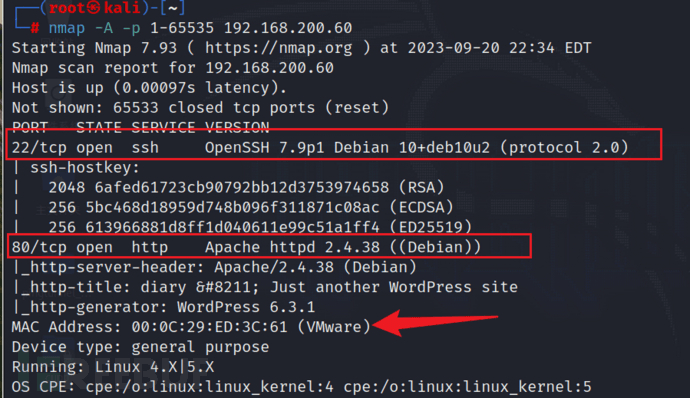 ┌──(root㉿kali)-[~]
└─# nmap -A -p 1-65535 192.168.200.60
Starting Nmap 7.93 ( https://nmap.org ) at 2023-09-20 22:34 EDT
Nmap scan report for 192.168.200.60
Host is up (0.00097s latency).
Not shown: 65533 closed tcp ports (reset)
PORT   STATE SERVICE VERSION
22/tcp open  ssh     OpenSSH 7.9p1 Debian 10+deb10u2 (protocol 2.0)
| ssh-hostkey:
|   2048 6afed61723cb90792bb12d3753974658 (RSA)
|   256 5bc468d18959d748b096f311871c08ac (ECDSA)
|   256 613966881d8ff1d040611e99c51a1ff4 (ED25519)
80/tcp open  http    Apache httpd 2.4.38 ((Debian))
|_http-server-header: Apache/2.4.38 (Debian)
|_http-title: diary &#8211; Just another WordPress site
|_http-generator: WordPress 6.3.1
MAC Address: 00:0C:29:ED:3C:61 (VMware)
Device type: general purpose
Running: Linux 4.X|5.X
OS CPE: cpe:/o:linux:linux_kernel:4 cpe:/o:linux:linux_kernel:5